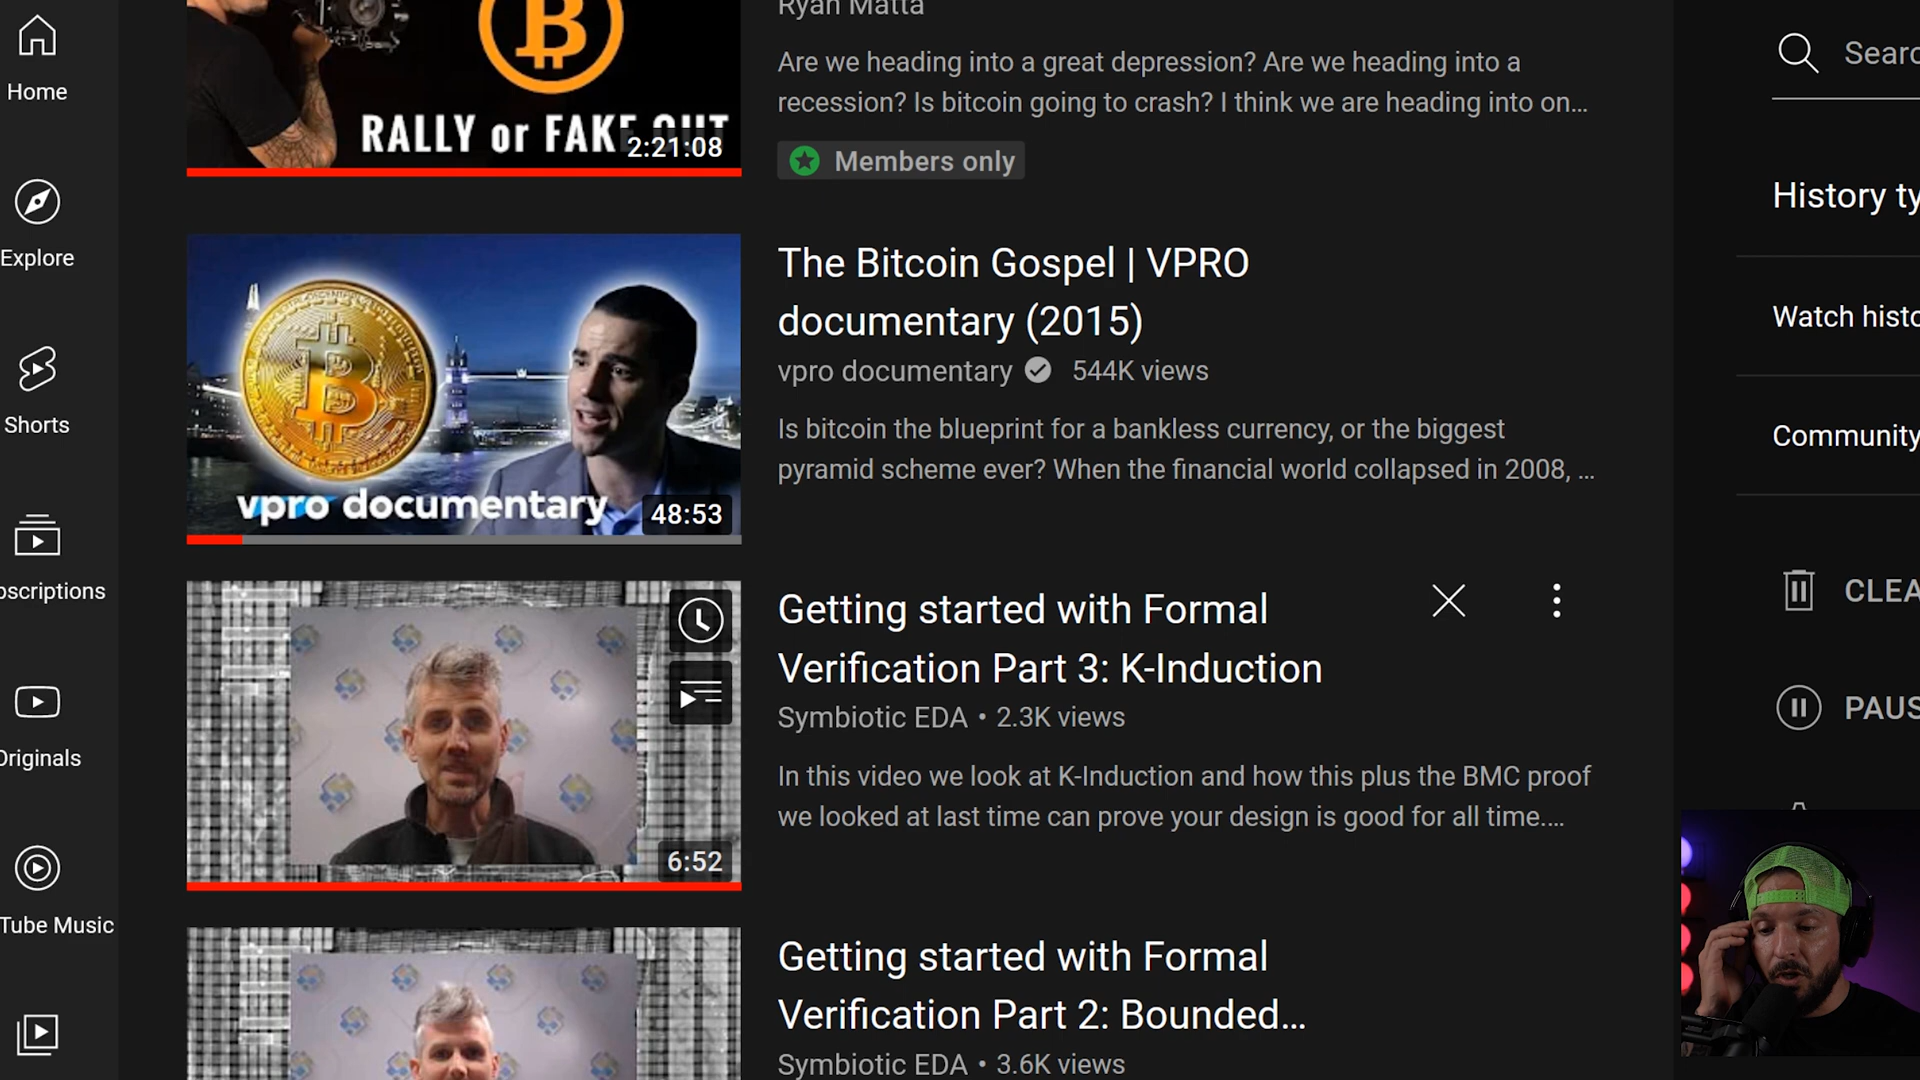 Home
Explore
Shorts
bscriptions
Originals
Tube Music
RALLY or FAKE OUT
2:21:08
Ryan Matta
Are we heading into a great depression? Are we heading into a
recession? Is bitcoin going to crash? I think we are heading into on...
Members only
vpro documentary
48:53
The Bitcoin Gospel | VPRO
documentary (2015)
vpro documentary 544K views
Is bitcoin the blueprint for a bankless currency, or the biggest
pyramid scheme ever? When the financial world collapsed in 2008, ...
6:52
Getting started with Formal
Verification Part 3: K-Induction
Symbiotic EDA • 2.3K views
In this video we look at K-Induction and how this plus the BMC proof
we looked at last time can prove your design is good for all time....
Getting started with Formal
Verification Part 2: Bounded...
Symbiotic EDA • 3.6K views
Searc
History ty
Watch histo
Community
CLEA
PAUS